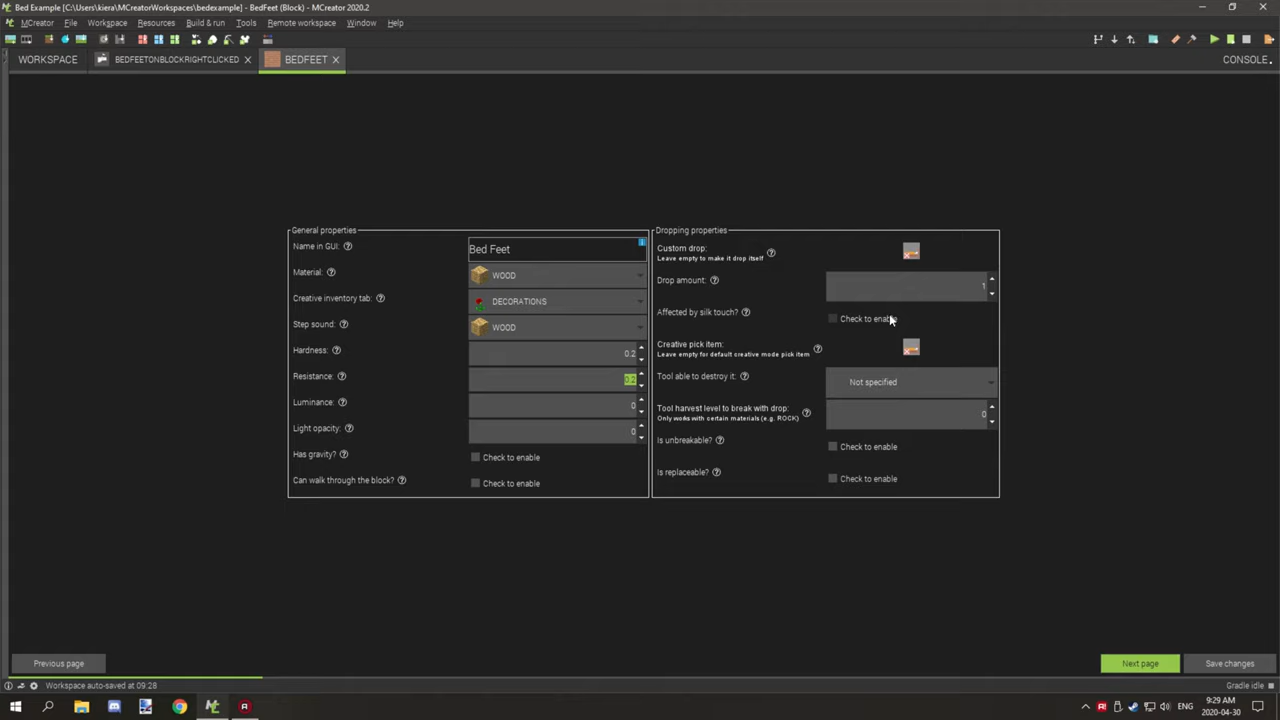 Bed Example [C:\Users\kiera\MCreatorWorkspaces\bedexample] - BedFeet (Block) - MCreator 2020.2
MCreator File Workspace Resources Build & run Tools Remote workspace Window Help
WORKSPACE BEDFEETONBLOCKRIGHTCLICKED BEDFEET CONSOLE
General properties
Name in GUI: Bed Feet
Material: WOOD
Creative inventory tab: DECORATIONS
Step sound: WOOD
Hardness: 0.2
Resistance: 0.2
Luminance: 0
Light opacity: 0
Has gravity? Check to enable
Can walk through the block? Check to enable
Dropping properties
Custom drop:
Leave empty to make it drop itself
Drop amount: 1
Affected by silk touch? Check to enable
Creative pick item:
Leave empty for default creative mode pick item
Tool able to destroy it: Not specified
Tool harvest level to break with drop: 0
Only works with certain materials (e.g. ROCK)
Is unbreakable? Check to enable
Is replaceable? Check to enable
Previous page Next page Save changes
Workspace auto-saved at 09:28 Gradle idle
9:29 AM
ENG
2020-04-30